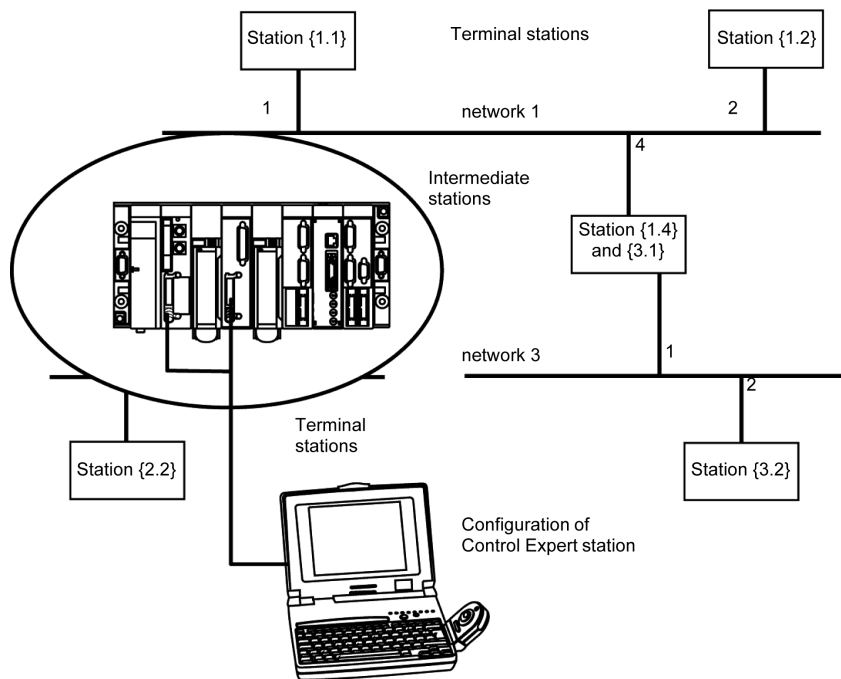 Station {1.1}
Terminal stations
Station {1.2}
1
network 1
2
4
Intermediate
stations
Station {1.4}
and {3.1}
network 3
1
2
Terminal
stations
Station {2.2}
Station {3.2}
Configuration of
Control Expert station